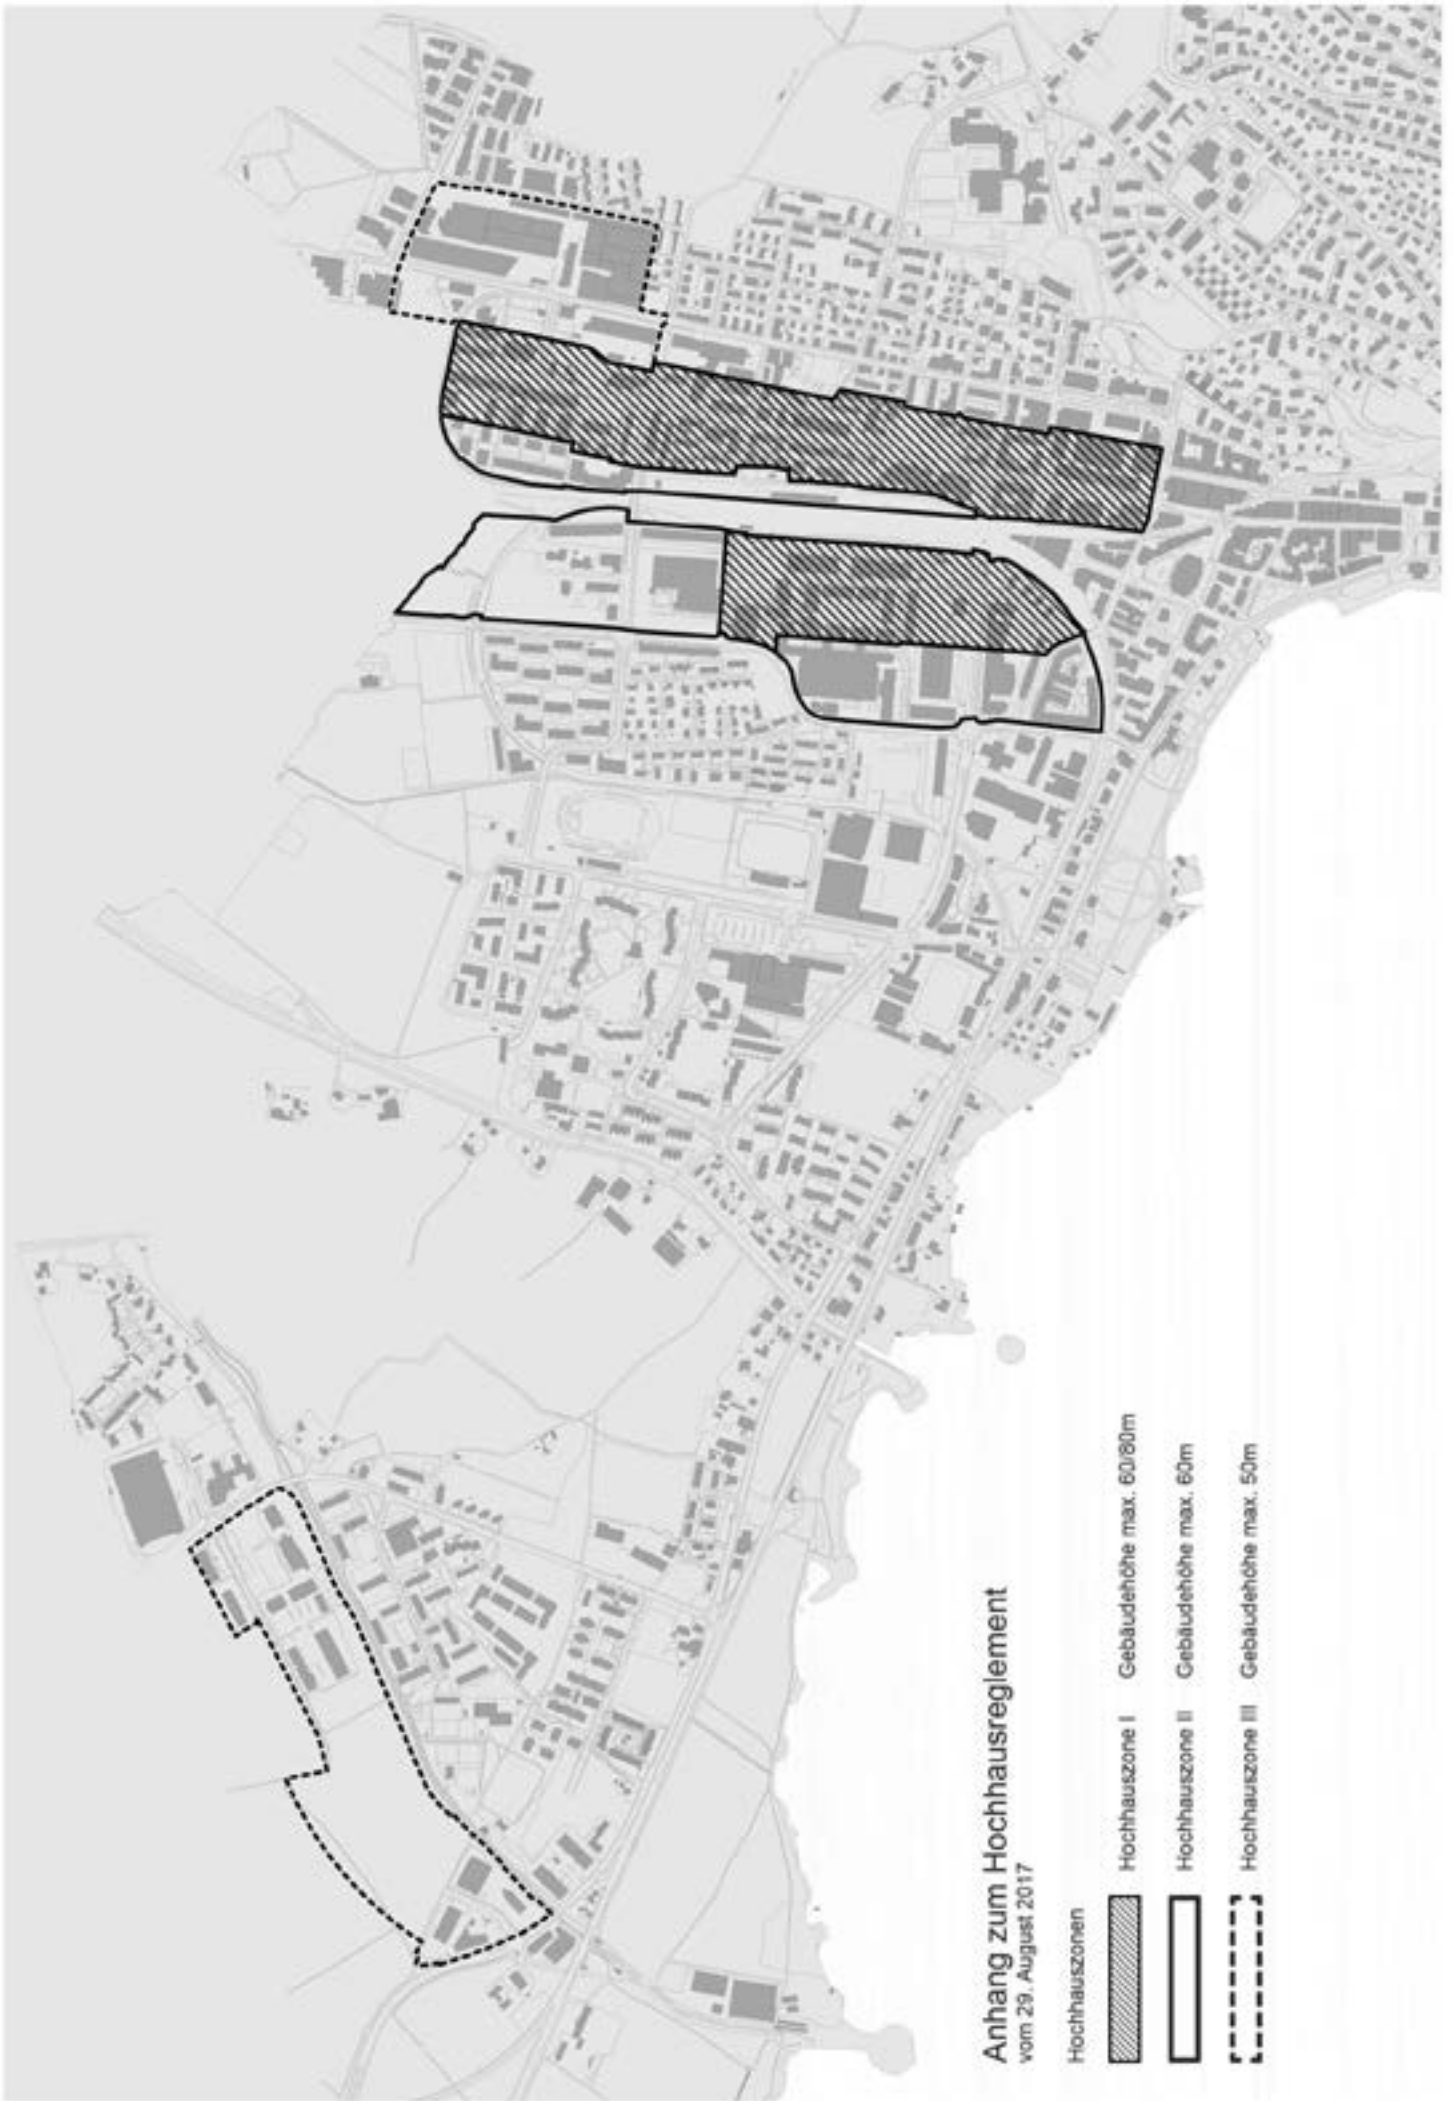 Anhang zum Hochhausreglement
vom 29. August 2017
Hochhauszonen
Hochhauszone I Gebäudehöhe max. 60/80m
Hochhauszone II Gebäudehöhe max. 60m
Hochhauszone III Gebäudehöhe max. 50m